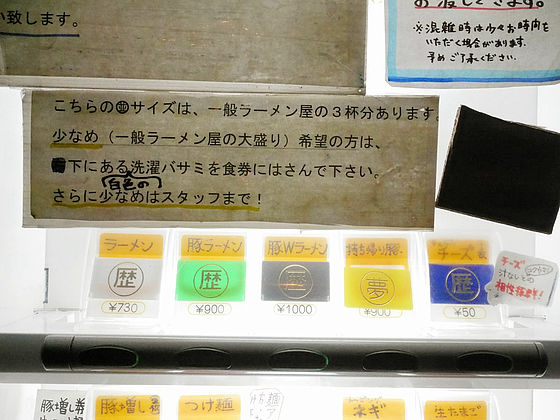 い致します。
お渡しできます。
※混雑時は少々お時間を
いただく場合があります。
予めご了承ください。
こちらの㊥サイズは、一般ラーメン屋の3杯分あります。
少なめ（一般ラーメン屋の大盛り）希望の方は、
下にある洗濯バサミを食券にはさんで下さい。
白色の
さらに少なめはスタッフまで！
ラーメン
歴
¥730
豚ラーメン
歴
¥900
豚Wラーメン
歴
¥1000
持ち帰り豚
夢
¥900
チーズ
歴
¥50
チーズ
汁なしとの
相性抜群!
豚増し券
豚増し券
つけ麺
ネギ
生たまご